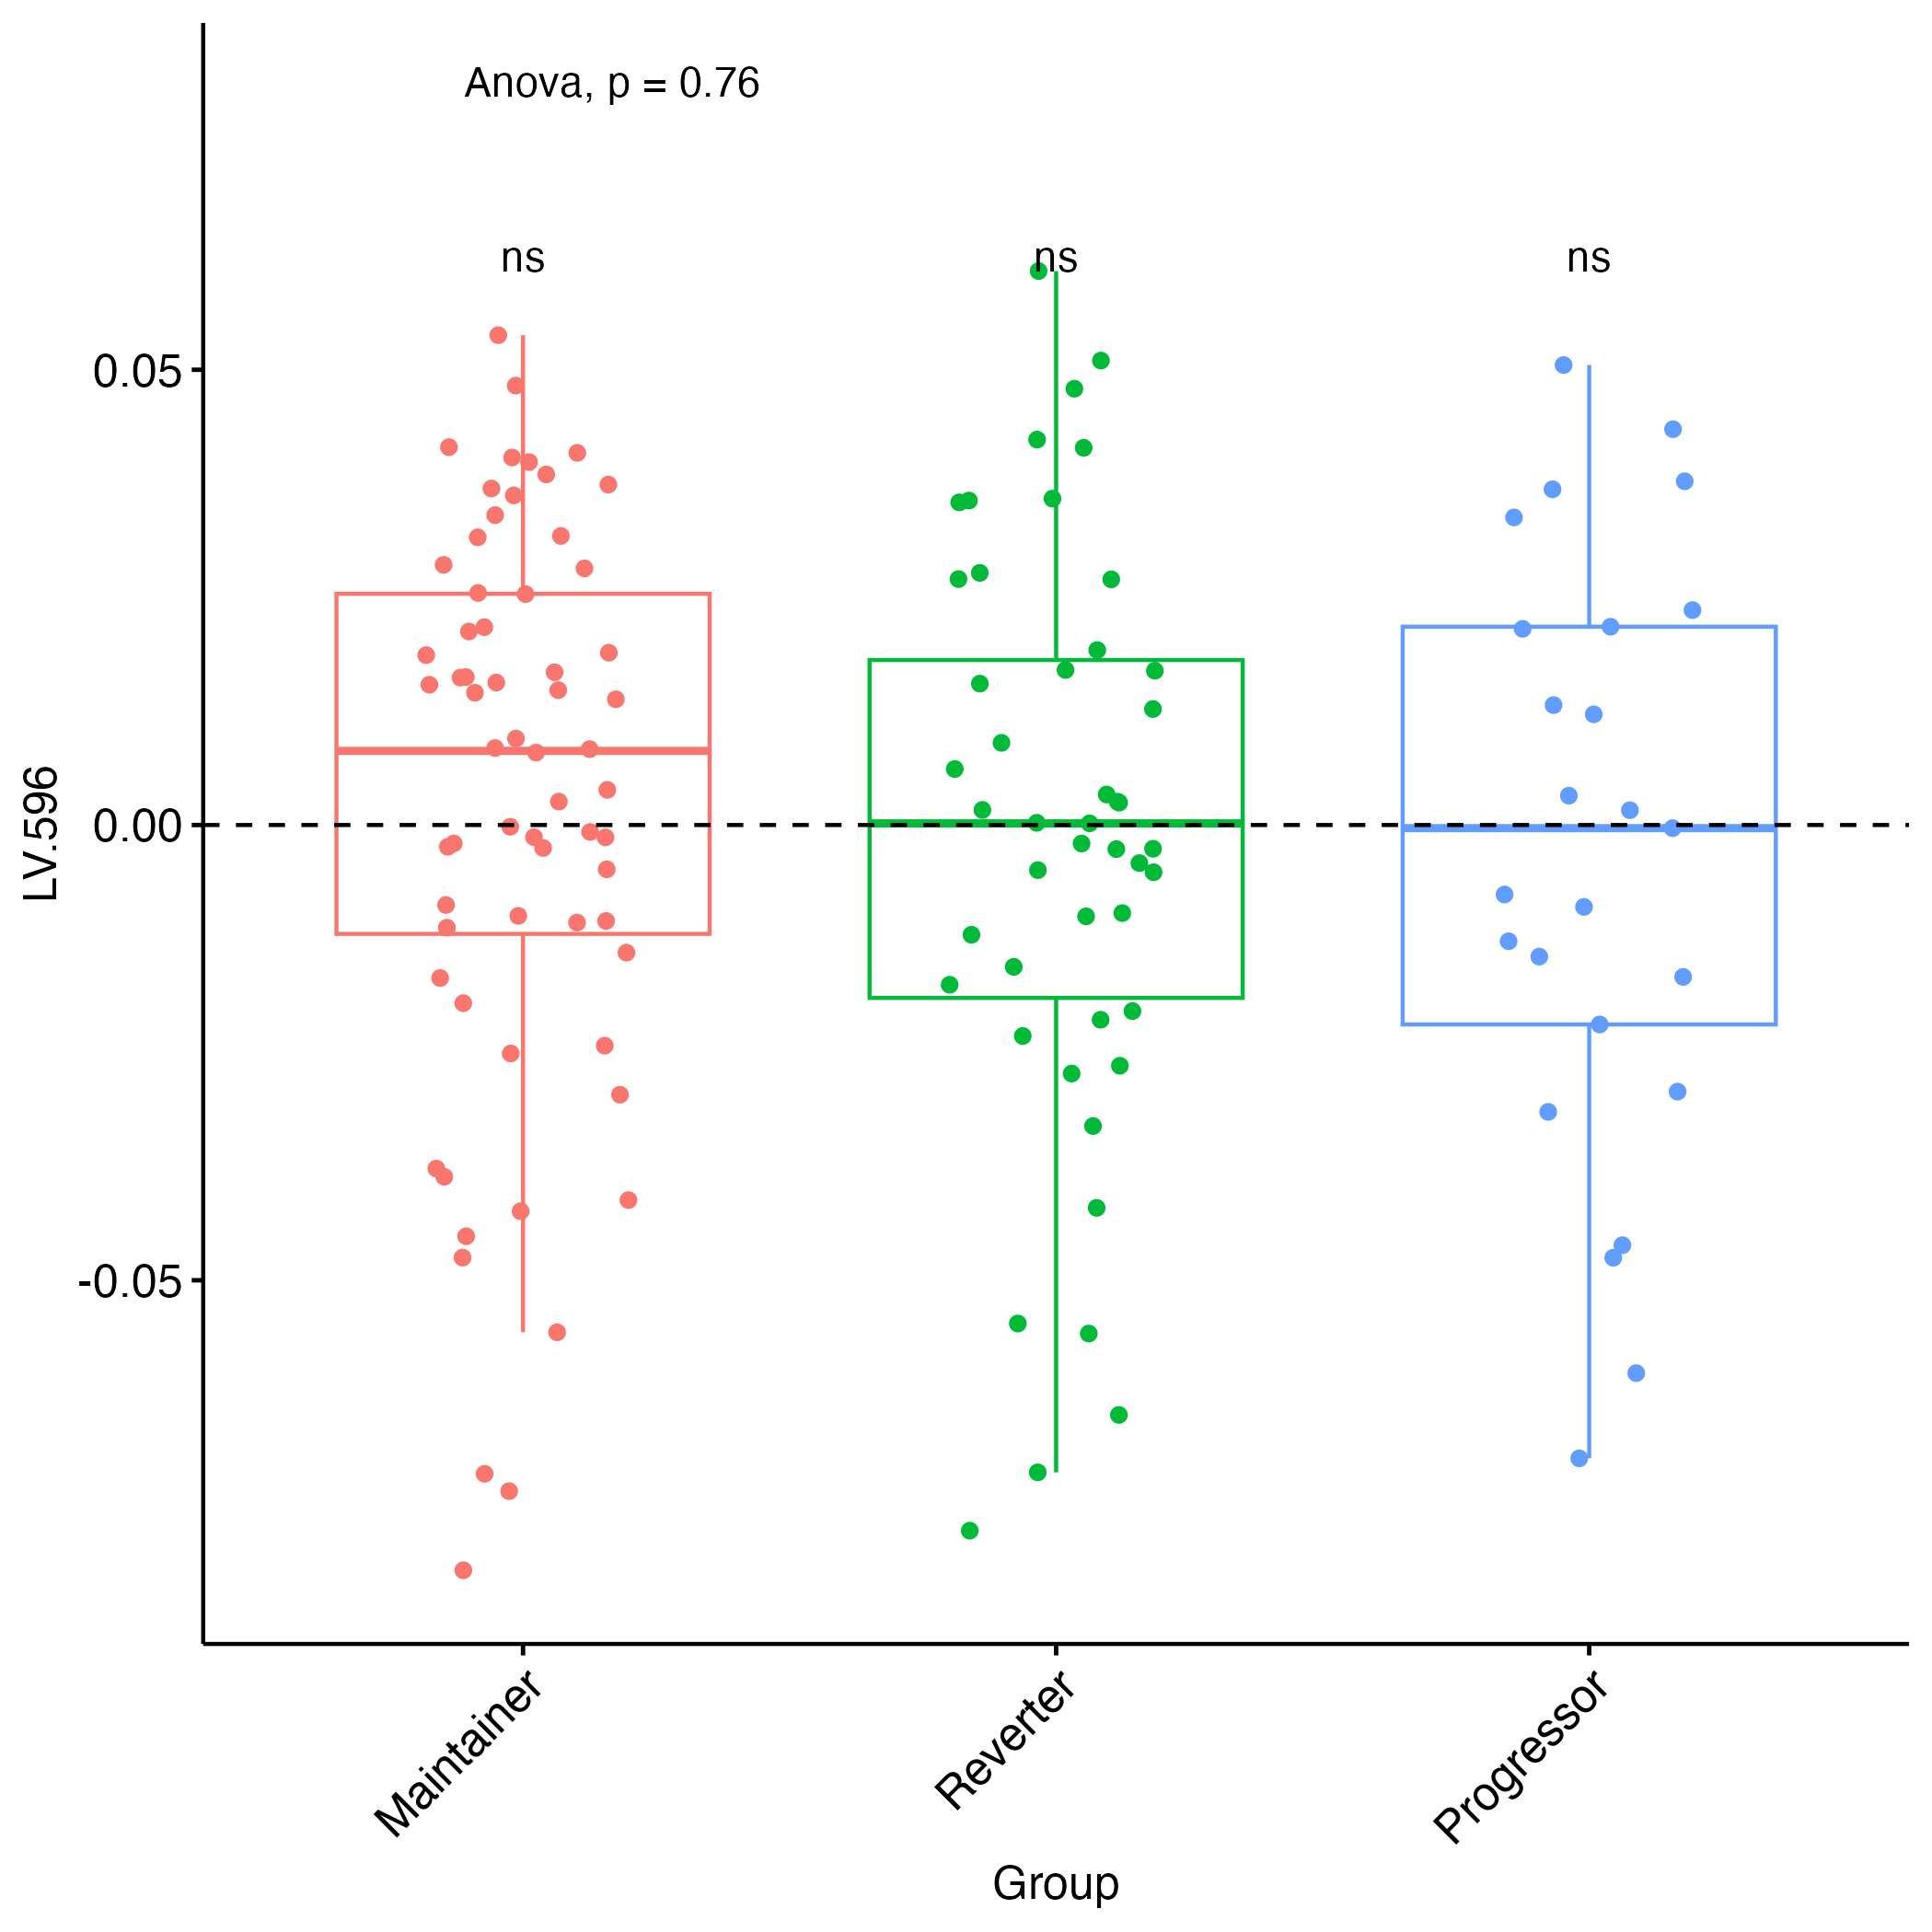 Anova, p = 0.76
ns ns ns
0.05
0.00
-0.05
LV.596
Maintainer Reverter Progressor
Group